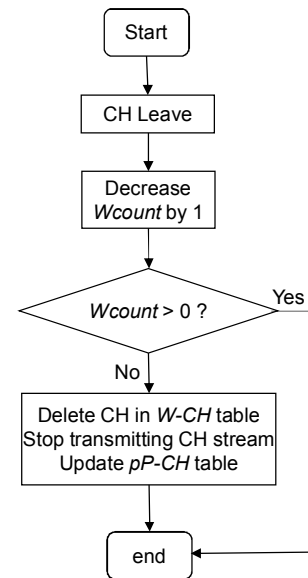 Start
CH Leave
Decrease
Wcount by 1
Wcount > 0 ?
Yes
No
Delete CH in W-CH table
Stop transmitting CH stream
Update pP-CH table
end